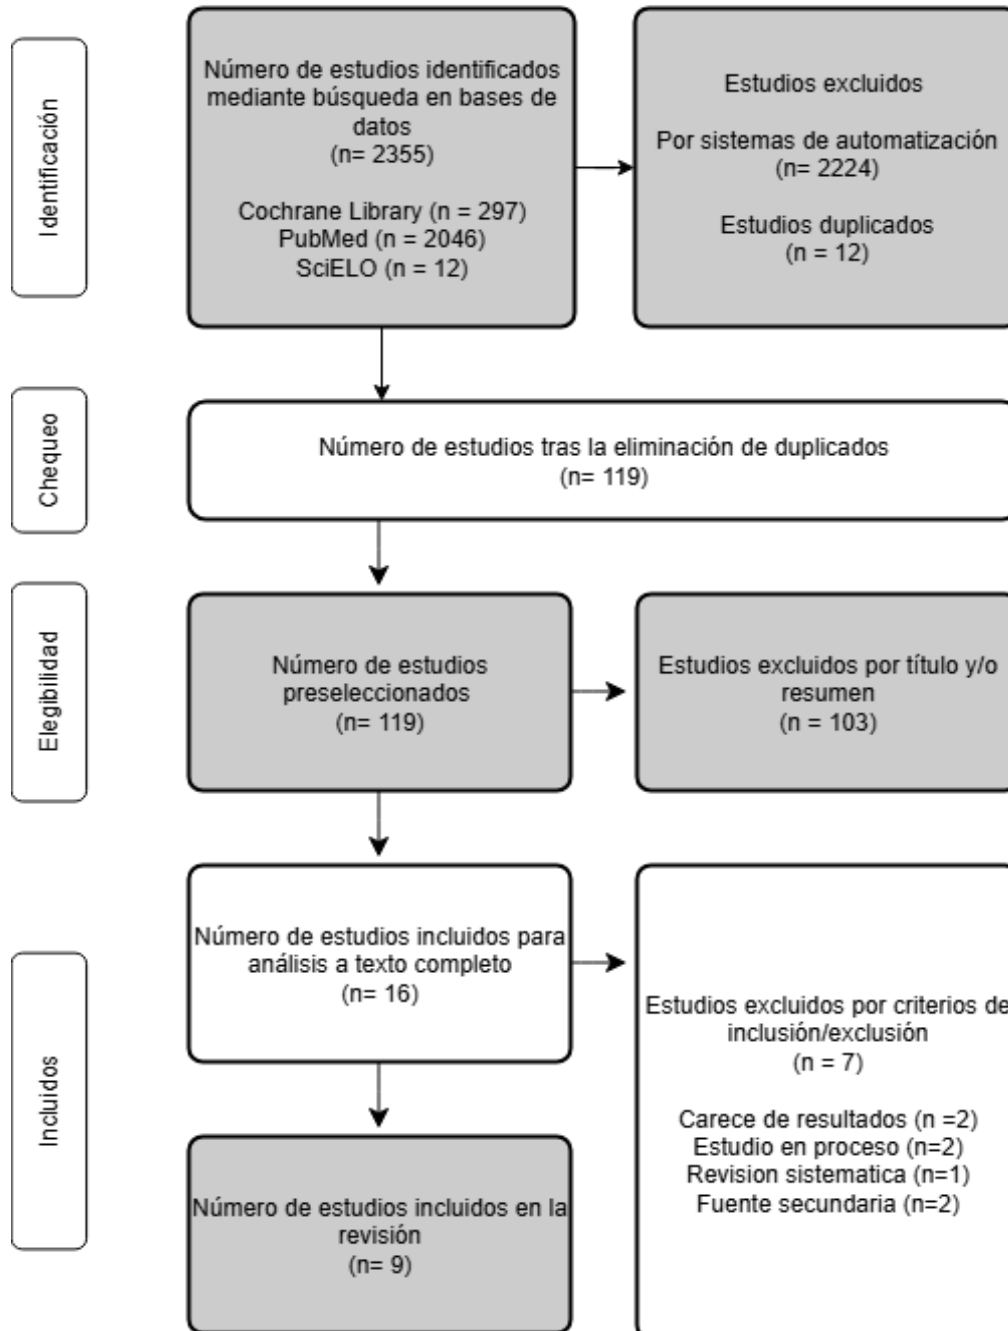 Identificación
Número de estudios identificados
mediante búsqueda en bases de
datos
(n= 2355)
Cochrane Library (n = 297)
PubMed (n = 2046)
SciELO (n = 12)
Estudios excluidos
Por sistemas de automatización
(n= 2224)
Estudios duplicados
(n = 12)
Chequeo
Número de estudios tras la eliminación de duplicados
(n= 119)
Elegibilidad
Número de estudios
preseleccionados
(n= 119)
Estudios excluidos por título y/o
resumen
(n = 103)
Incluidos
Número de estudios incluidos para
análisis a texto completo
(n= 16)
Estudios excluidos por criterios de
inclusión/exclusión
(n = 7)
Carece de resultados (n =2)
Estudio en proceso (n=2)
Revision sistematica (n=1)
Fuente secundaria (n=2)
Número de estudios incluidos en la
revisión
(n= 9)